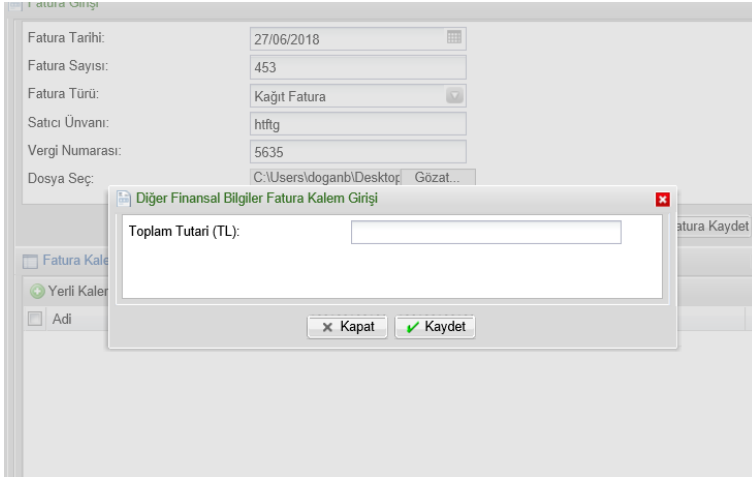 Fatura Girişi
Fatura Tarihi: 27/06/2018
Fatura Sayısı: 453
Fatura Türü: Kağıt Fatura
Satıcı Ünvanı: htftg
Vergi Numarası: 5635
Dosya Seç: C:\Users\doganb\Desktop Gözat...
Diğer Finansal Bilgiler Fatura Kalem Girişi
Toplam Tutari (TL):
atura Kaydet
Fatura Kale
Yerli Kaler
Adi
Kapat Kaydet